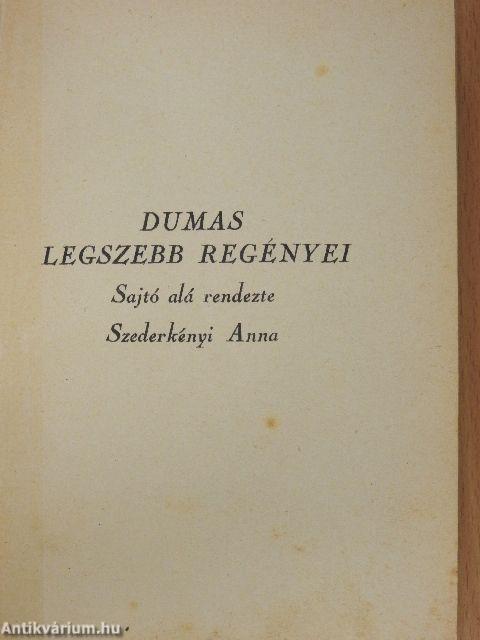 DUMAS
LEGSZEBB REGÉNYEI
Sajtó alá rendezte
Szederkényi Anna
Antikvárium.hu